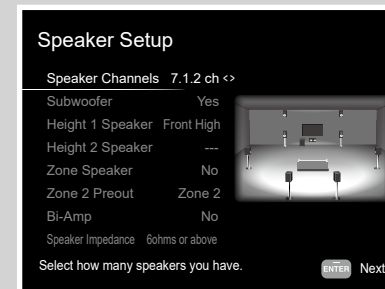 Speaker Setup
Speaker Channels 7.1.2 ch <>
Subwoofer Yes
Height 1 Speaker Front High
Height 2 Speaker ---
Zone Speaker No
Zone 2 Preout Zone 2
Bi-Amp No
Speaker Impedance 6ohms or above
Select how many speakers you have.
ENTER Next